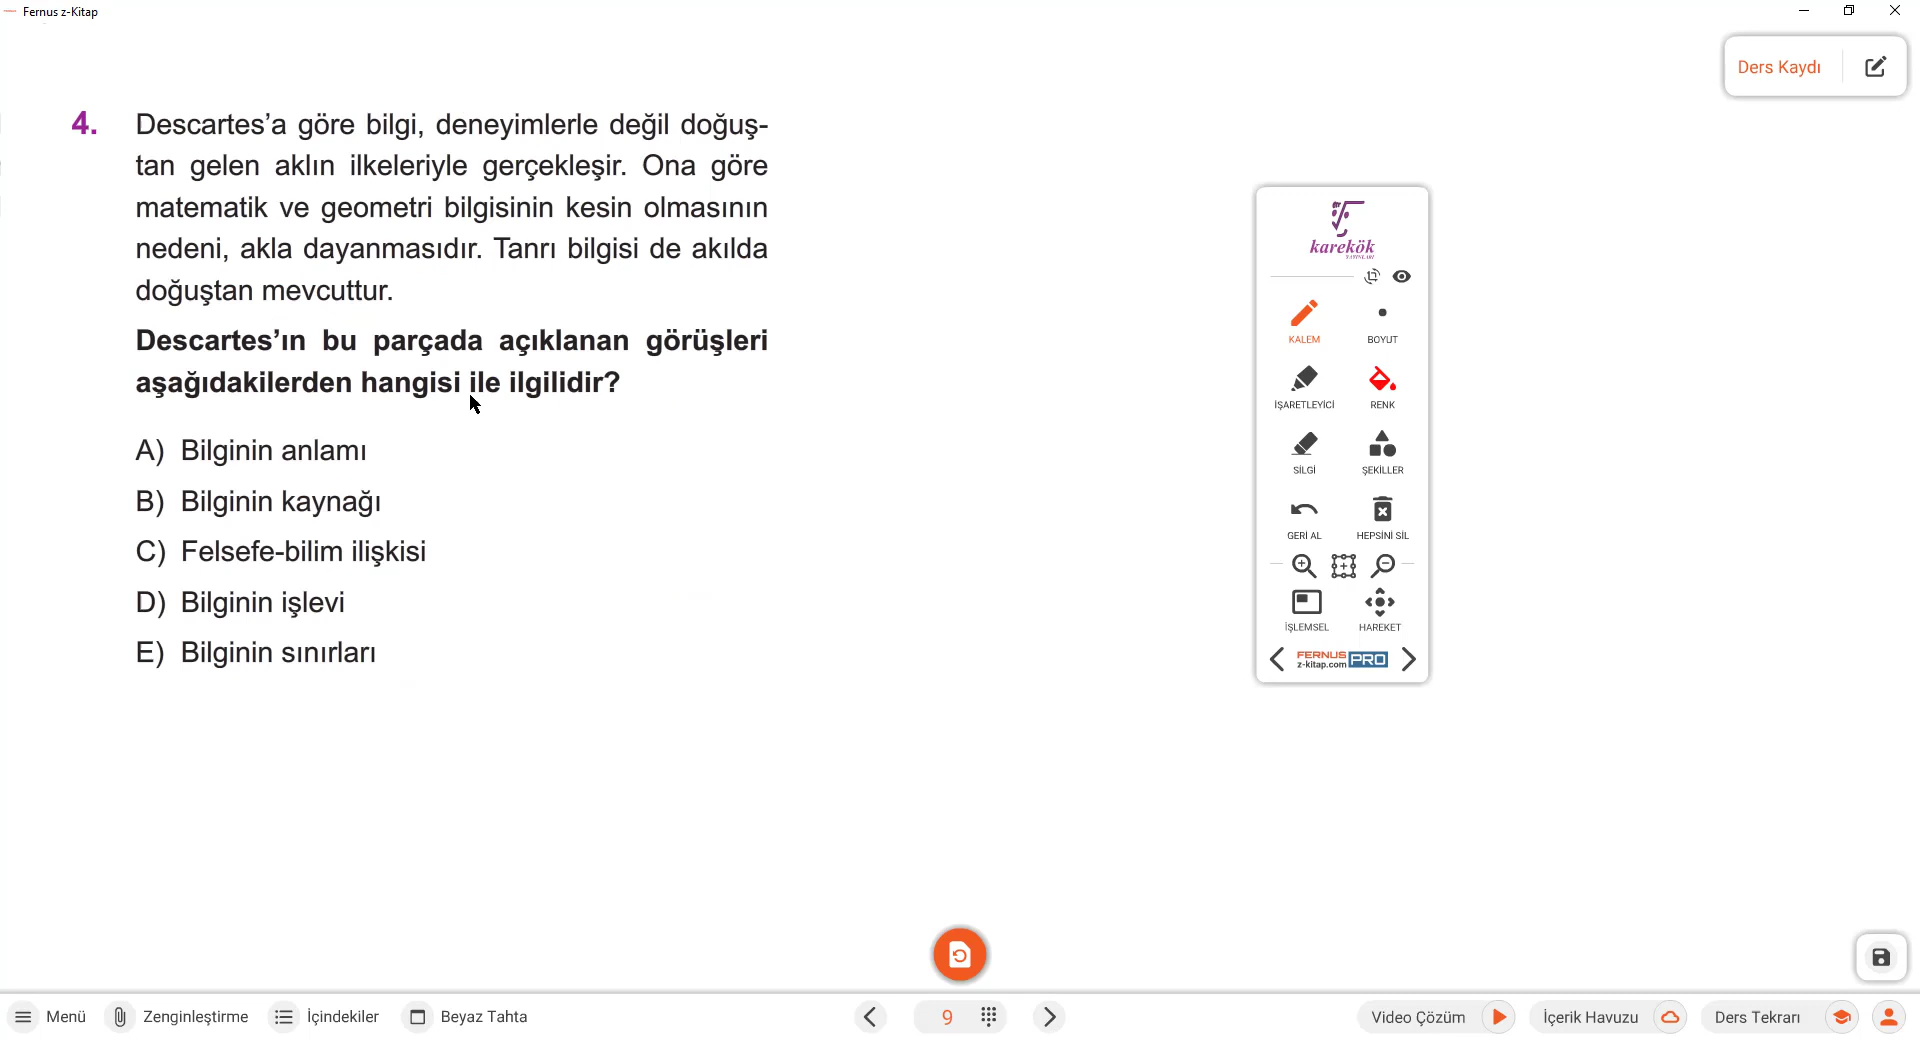 Fernus z-Kitap
Ders Kaydı
4.
Descartes’a göre bilgi, deneyimlerle değil doğuş-
tan gelen aklın ilkeleriyle gerçekleşir. Ona göre
matematik ve geometri bilgisinin kesin olmasının
nedeni, akla dayanmasıdır. Tanrı bilgisi de akılda
doğuştan mevcuttur.
Descartes’ın bu parçada açıklanan görüşleri
aşağıdakilerden hangisi ile ilgilidir?
A) Bilginin anlamı
B) Bilginin kaynağı
C) Felsefe-bilim ilişkisi
D) Bilginin işlevi
E) Bilginin sınırları
karekök
YAYINLARI
KALEM BOYUT
İŞARETLEYİCİ RENK
SİLGİ ŞEKİLLER
GERİ AL HEPSİNİ SİL
İŞLEMSEL HAREKET
FERNUS
z-kitap.com PRO
Menü Zenginleştirme İçindekiler Beyaz Tahta 9 Video Çözüm İçerik Havuzu Ders Tekrarı